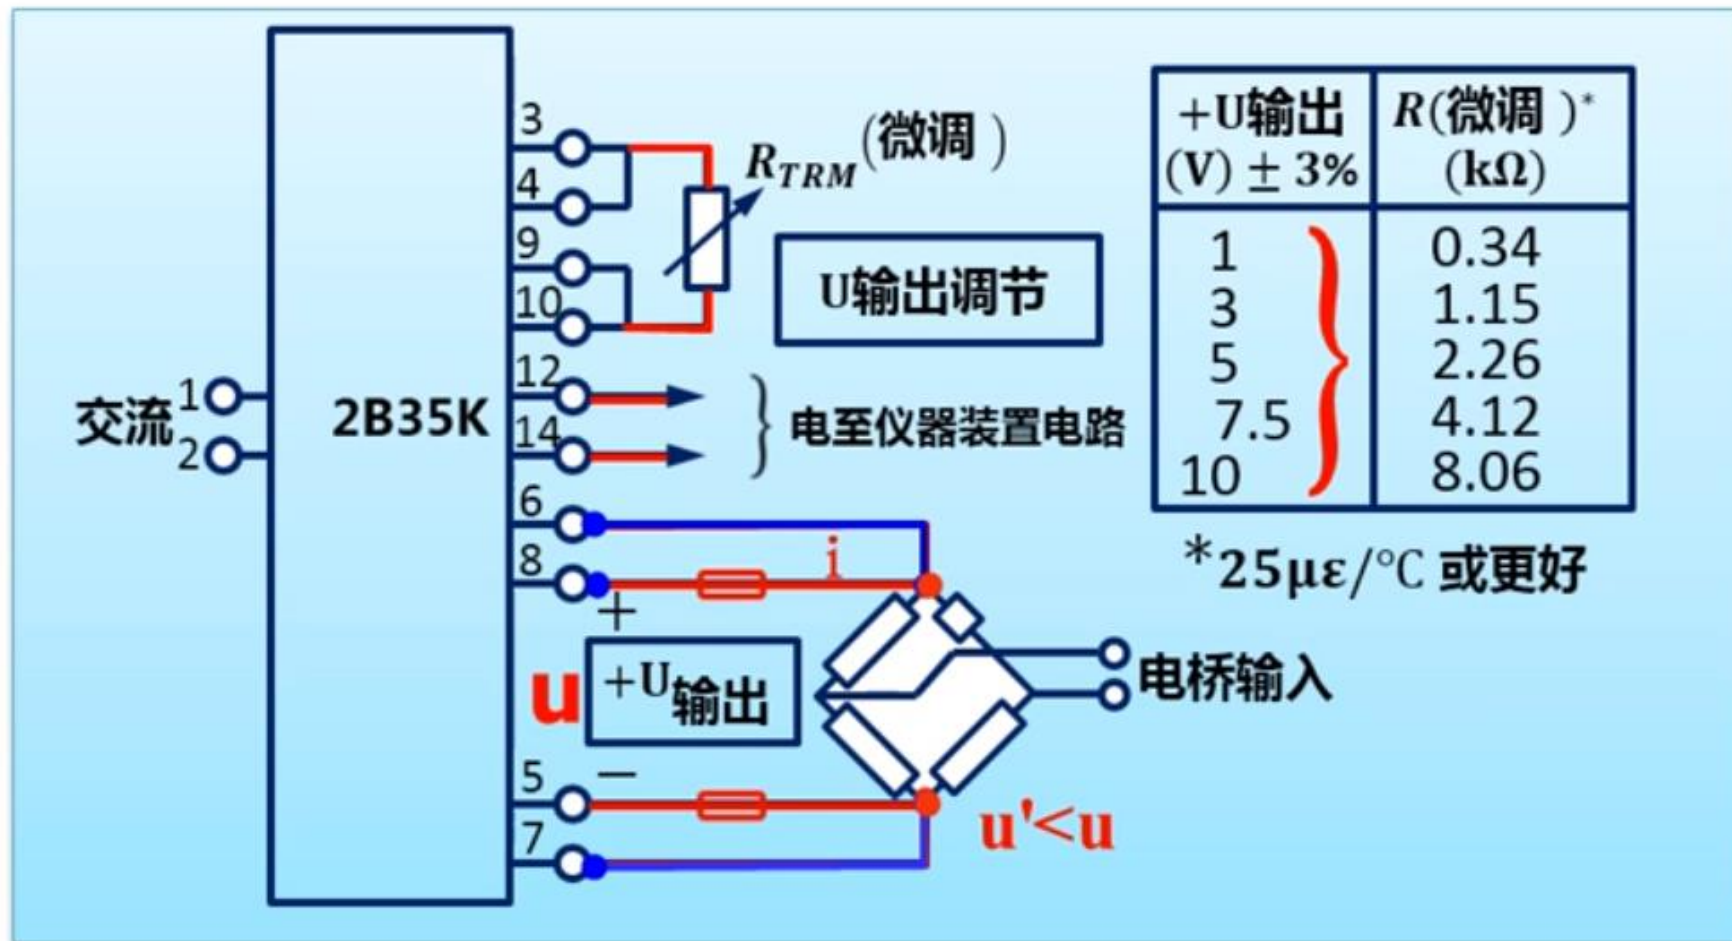 3
4
9
10
12
14
6
8
5
7
交流
1
2
2B35K
R_TRM(微调 )
U输出调节
电至仪器装置电路
i
+
u
+U输出
−
u'<u
电桥输入
+U输出 R(微调 )*
(V) ± 3% (kΩ)
1 0.34
3 1.15
5 2.26
7.5 4.12
10 8.06
*25με/℃ 或更好